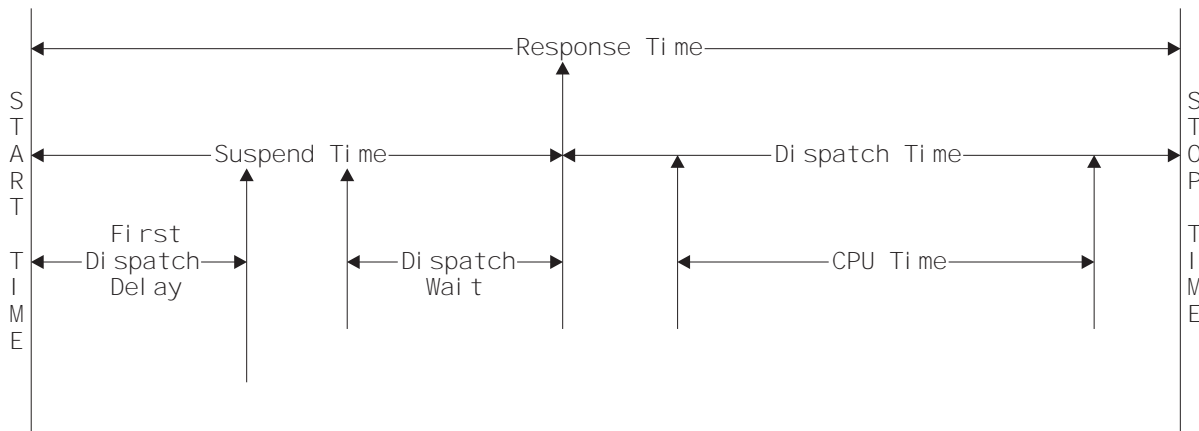 Response Time
START TIME
Suspend Time
Dispatch Time
STOP TIME
First
Dispatch
Delay
Dispatch
Wait
CPU Time